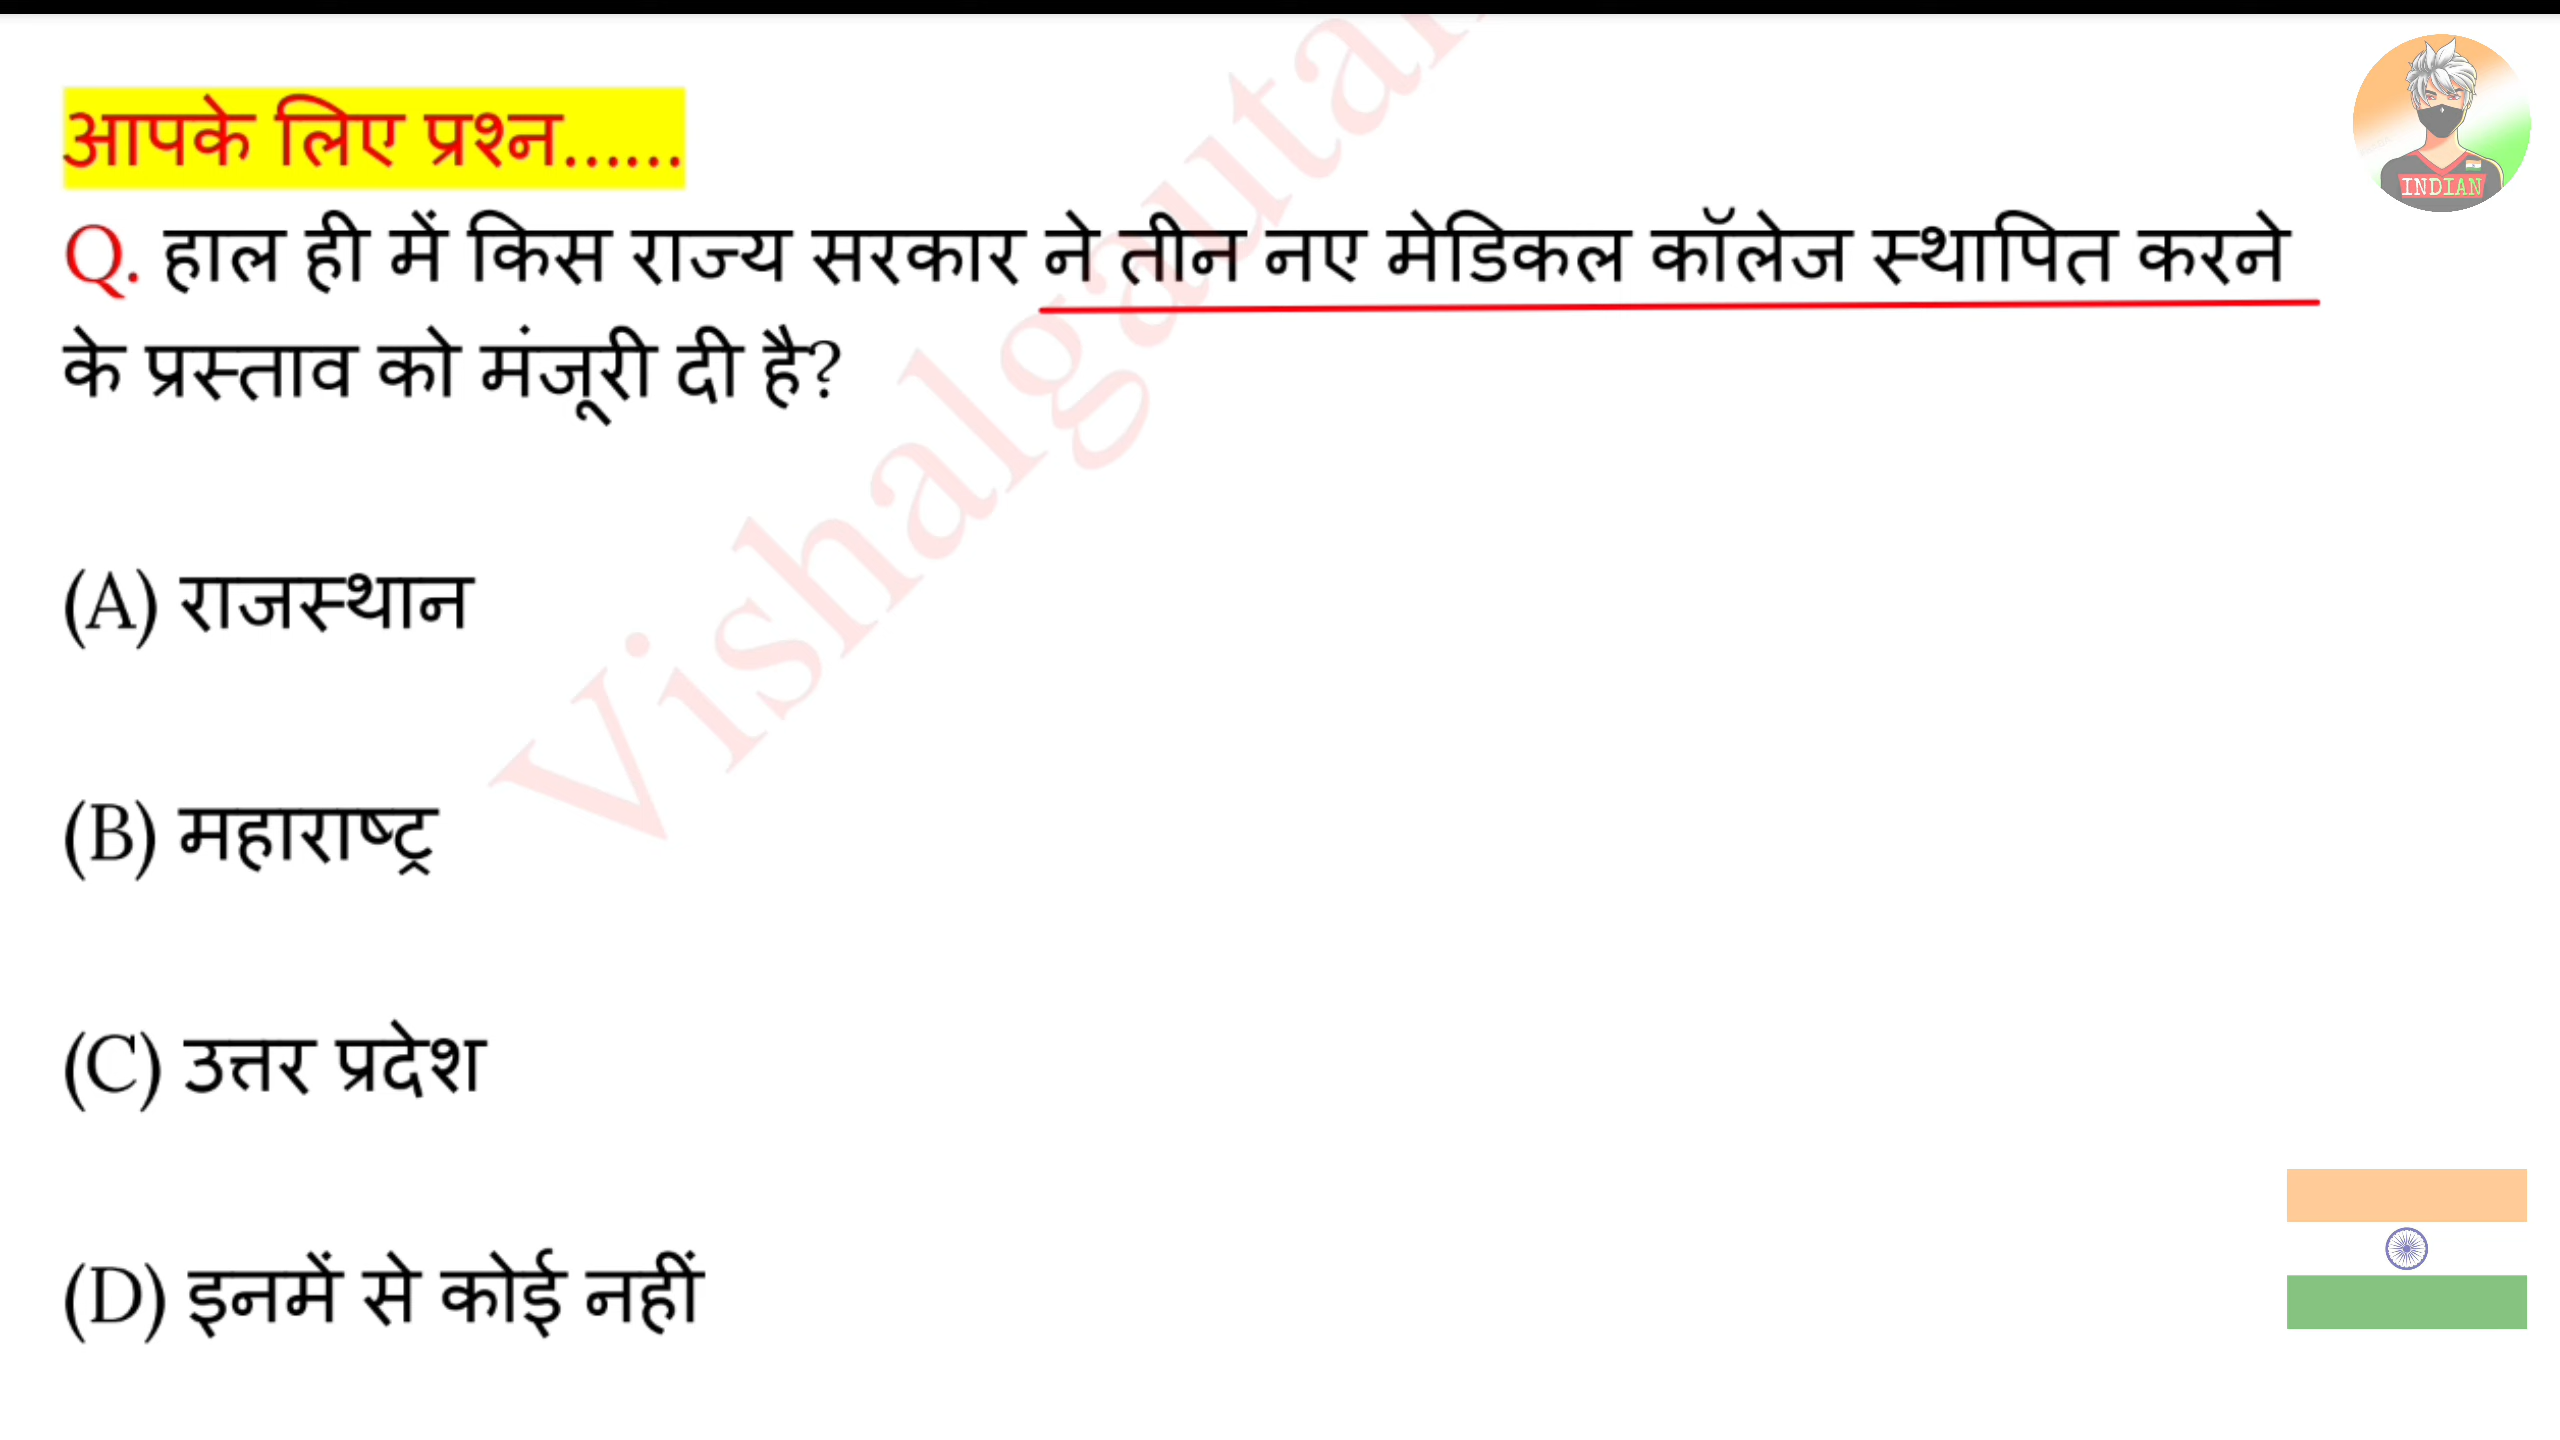 आपके लिए प्रश्न......
Q. हाल ही में किस राज्य सरकार ने तीन नए मेडिकल कॉलेज स्थापित करने
के प्रस्ताव को मंजूरी दी है?
(A) राजस्थान
(B) महाराष्ट्र
(C) उत्तर प्रदेश
(D) इनमें से कोई नहीं
INDIAN